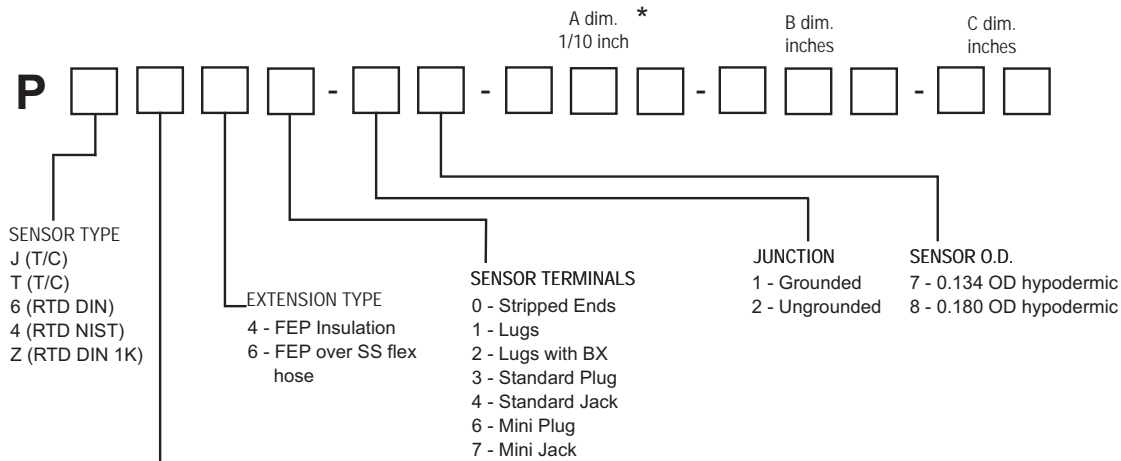 A dim. *
1/10 inch
B dim.
inches
C dim.
inches
P - - - -
SENSOR TYPE
J (T/C)
T (T/C)
6 (RTD DIN)
4 (RTD NIST)
Z (RTD DIN 1K)
EXTENSION TYPE
4 - FEP Insulation
6 - FEP over SS flex
hose
SENSOR TERMINALS
0 - Stripped Ends
1 - Lugs
2 - Lugs with BX
3 - Standard Plug
4 - Standard Jack
6 - Mini Plug
7 - Mini Jack
JUNCTION
1 - Grounded
2 - Ungrounded
SENSOR O.D.
7 - 0.134 OD hypodermic
8 - 0.180 OD hypodermic